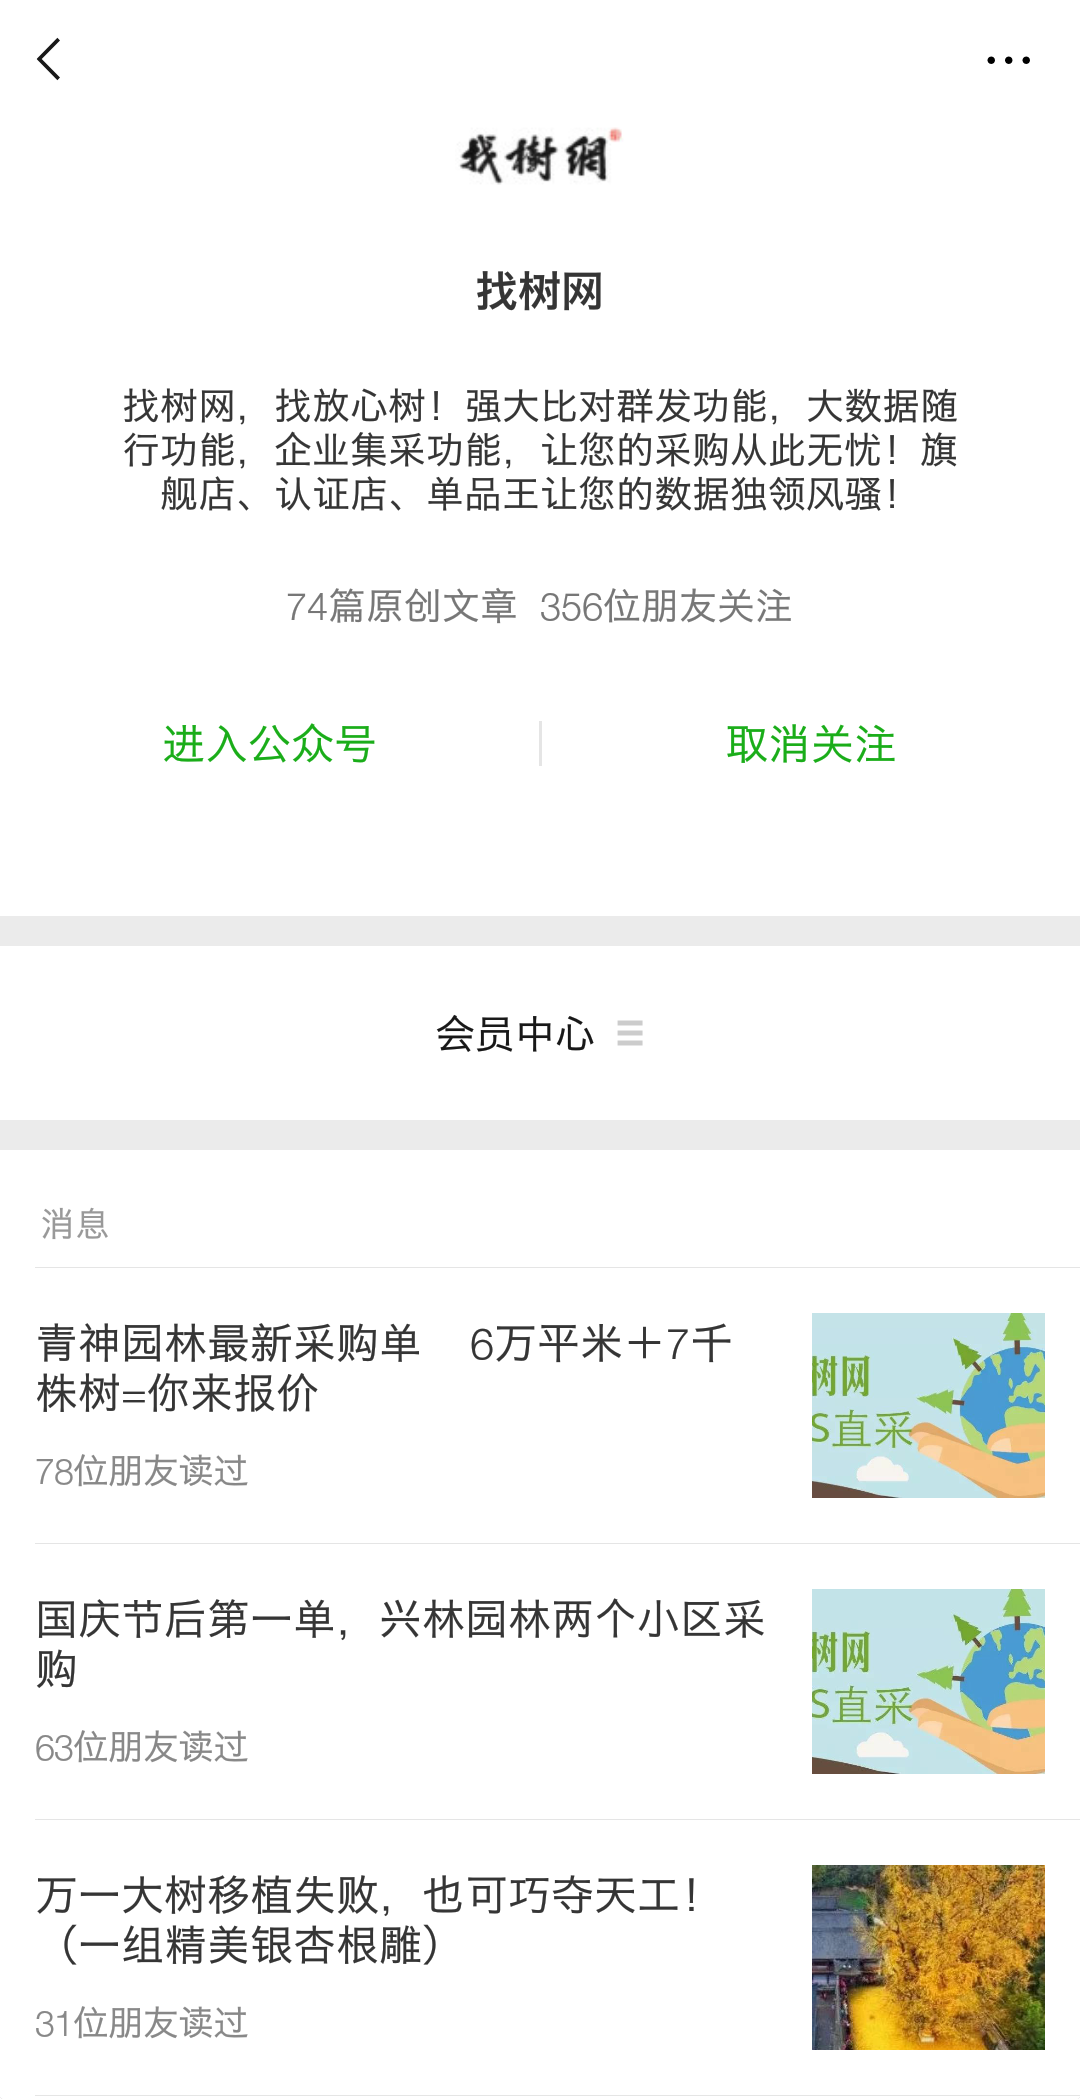 找樹網
找树网
找树网，找放心树！强大比对群发功能，大数据随
行功能，企业集采功能，让您的采购从此无忧！旗
舰店、认证店、单品王让您的数据独领风骚！
74篇原创文章 356位朋友关注
进入公众号
取消关注
会员中心
消息
青神园林最新采购单 6万平米＋7千
株树=你来报价
78位朋友读过
树网
S直采
国庆节后第一单，兴林园林两个小区采
购
63位朋友读过
树网
S直采
万一大树移植失败，也可巧夺天工！
（一组精美银杏根雕）
31位朋友读过